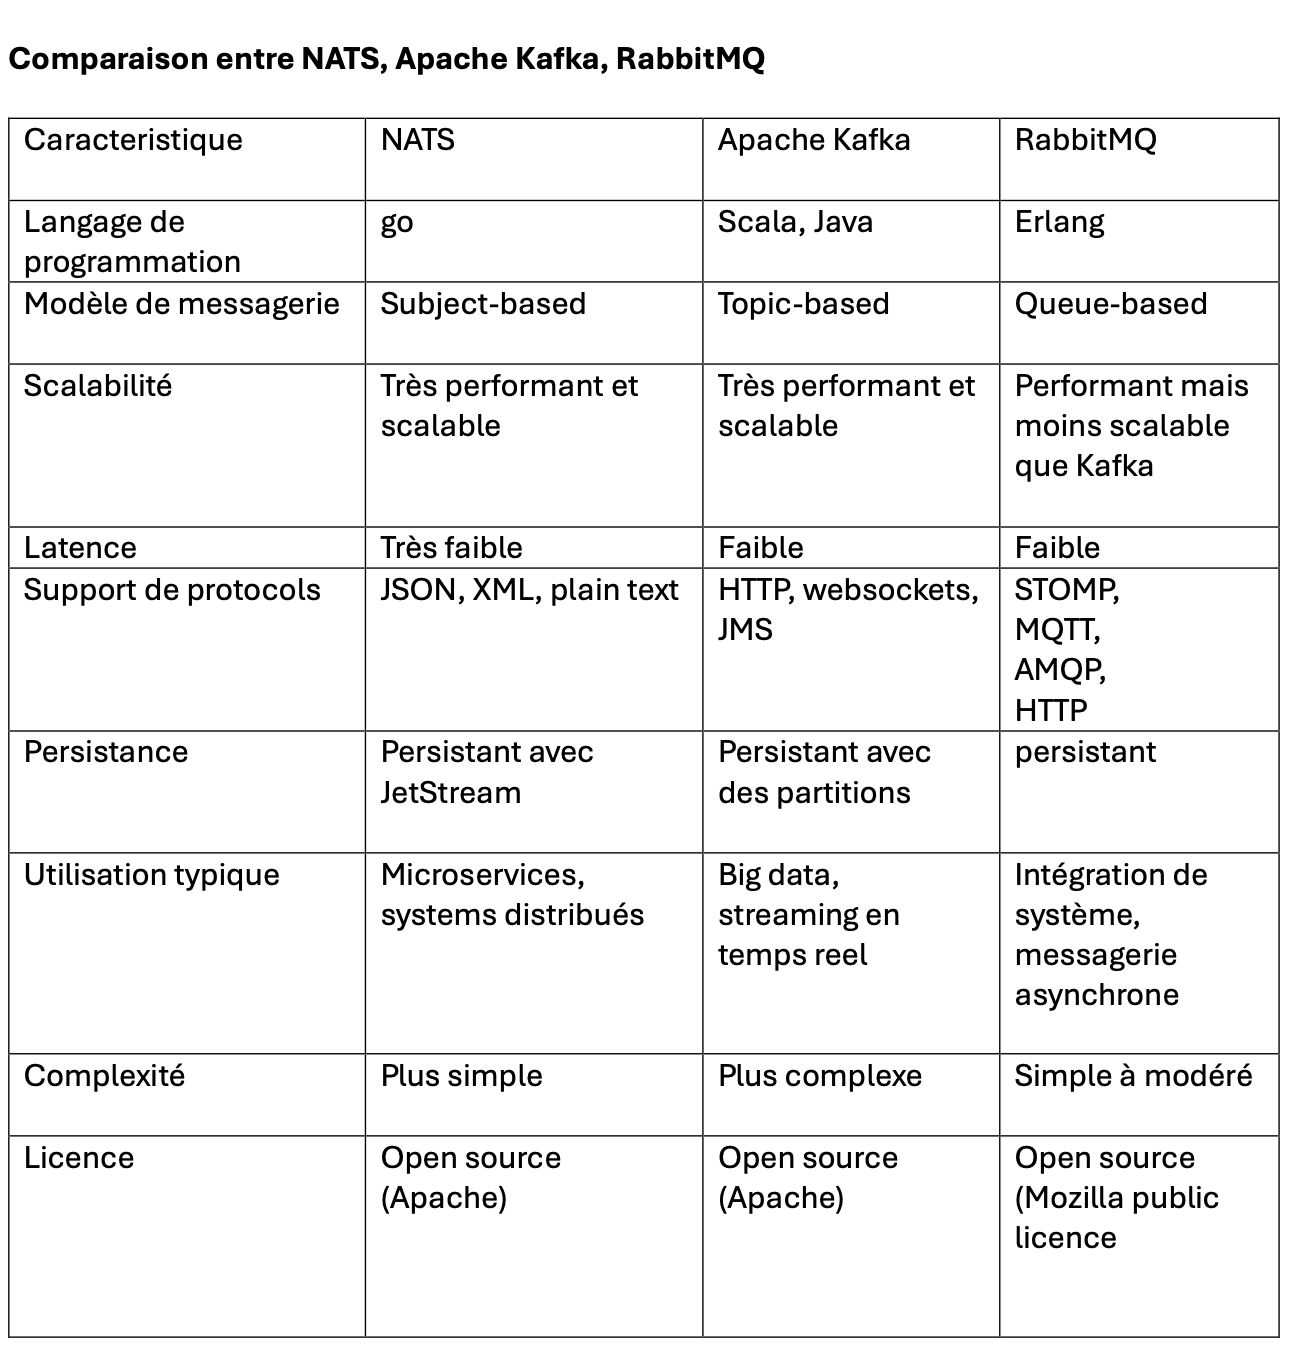 Comparaison entre NATS, Apache Kafka, RabbitMQ
Caracteristique
NATS
Apache Kafka
RabbitMQ
Langage de
programmation
go
Scala, Java
Erlang
Modèle de messagerie
Subject-based
Topic-based
Queue-based
Scalabilité
Très performant et
scalable
Très performant et
scalable
Performant mais
moins scalable
que Kafka
Latence
Très faible
Faible
Faible
Support de protocols
JSON, XML, plain text
HTTP, websockets,
JMS
STOMP,
MQTT,
AMQP,
HTTP
Persistance
Persistant avec
JetStream
Persistant avec
des partitions
persistant
Utilisation typique
Microservices,
systems distribués
Big data,
streaming en
temps reel
Intégration de
système,
messagerie
asynchrone
Complexité
Plus simple
Plus complexe
Simple à modéré
Licence
Open source
(Apache)
Open source
(Apache)
Open source
(Mozilla public
licence